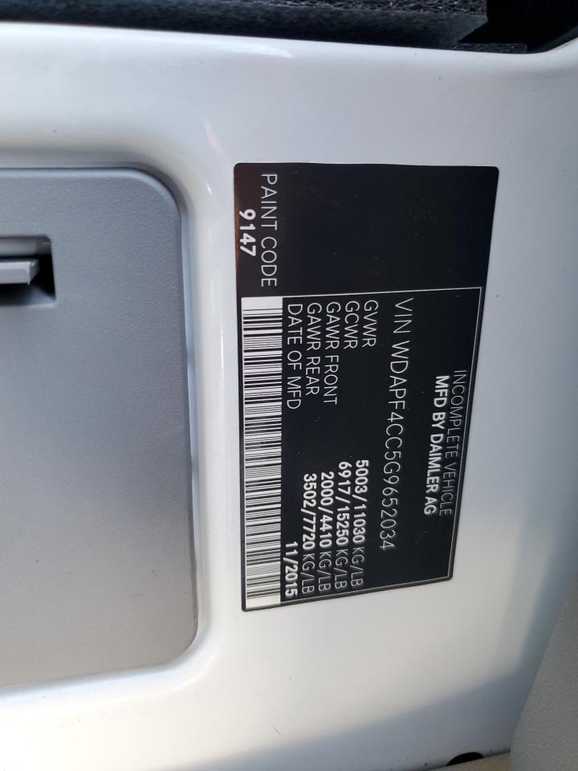 INCOMPLETE VEHICLE
MFD BY DAIMLER AG
VIN WDAPF4CC5G9652034
GVWR 5003/11030 KG/LB
GCWR 6917/15250 KG/LB
GAWR FRONT 2000/4410 KG/LB
GAWR REAR 3502/7720 KG/LB
DATE OF MFD 11/2015
PAINT CODE
9147